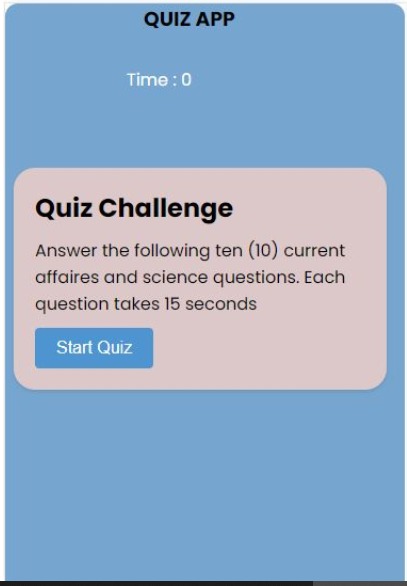 QUIZ APP
Time : 0
Quiz Challenge
Answer the following ten (10) current
affaires and science questions. Each
question takes 15 seconds
Start Quiz